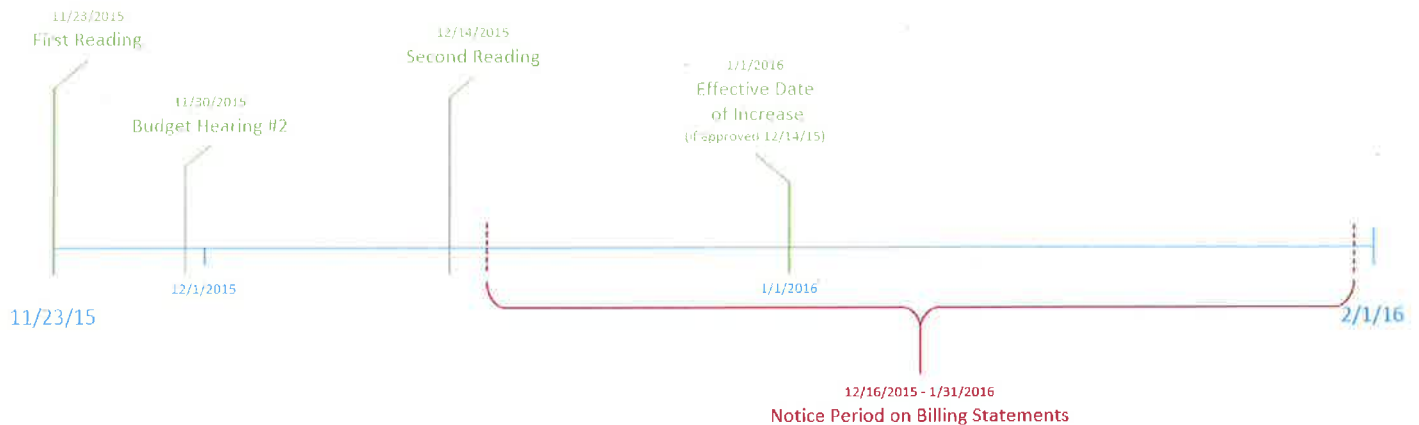 11/23/2015
First Reading
11/30/2015
Budget Hearing #2
12/14/2015
Second Reading
1/1/2016
Effective Date
of Increase
(if approved 12/14/15)
12/1/2015
1/1/2016
11/23/15
2/1/16
12/16/2015 - 1/31/2016
Notice Period on Billing Statements